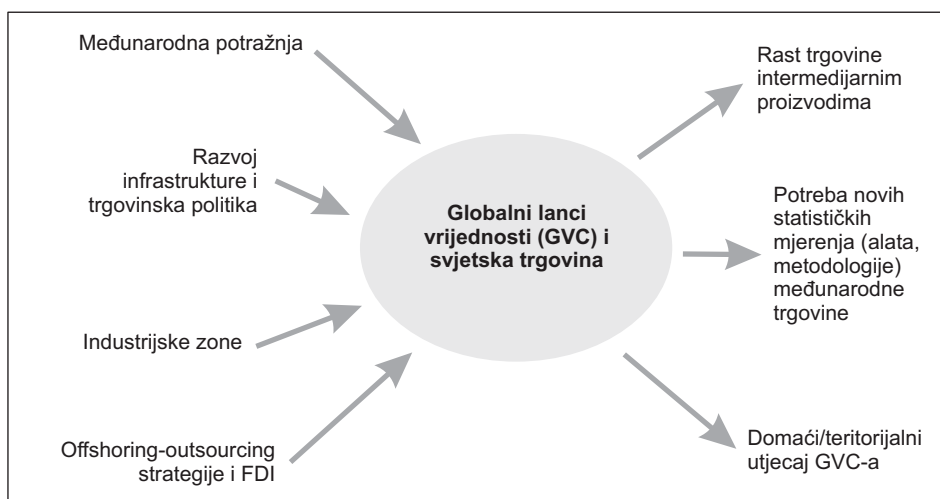 Međunarodna potražnja
Razvoj
infrastrukture i
trgovinska politika
Industrijske zone
Offshoring-outsourcing
strategije i FDI
Globalni lanci
vrijednosti (GVC) i
svjetska trgovina
Rast trgovine
intermedijarnim
proizvodima
Potreba novih
statističkih
mjerenja (alata,
metodologije)
međunarodne
trgovine
Domaći/teritorijalni
utjecaj GVC-a